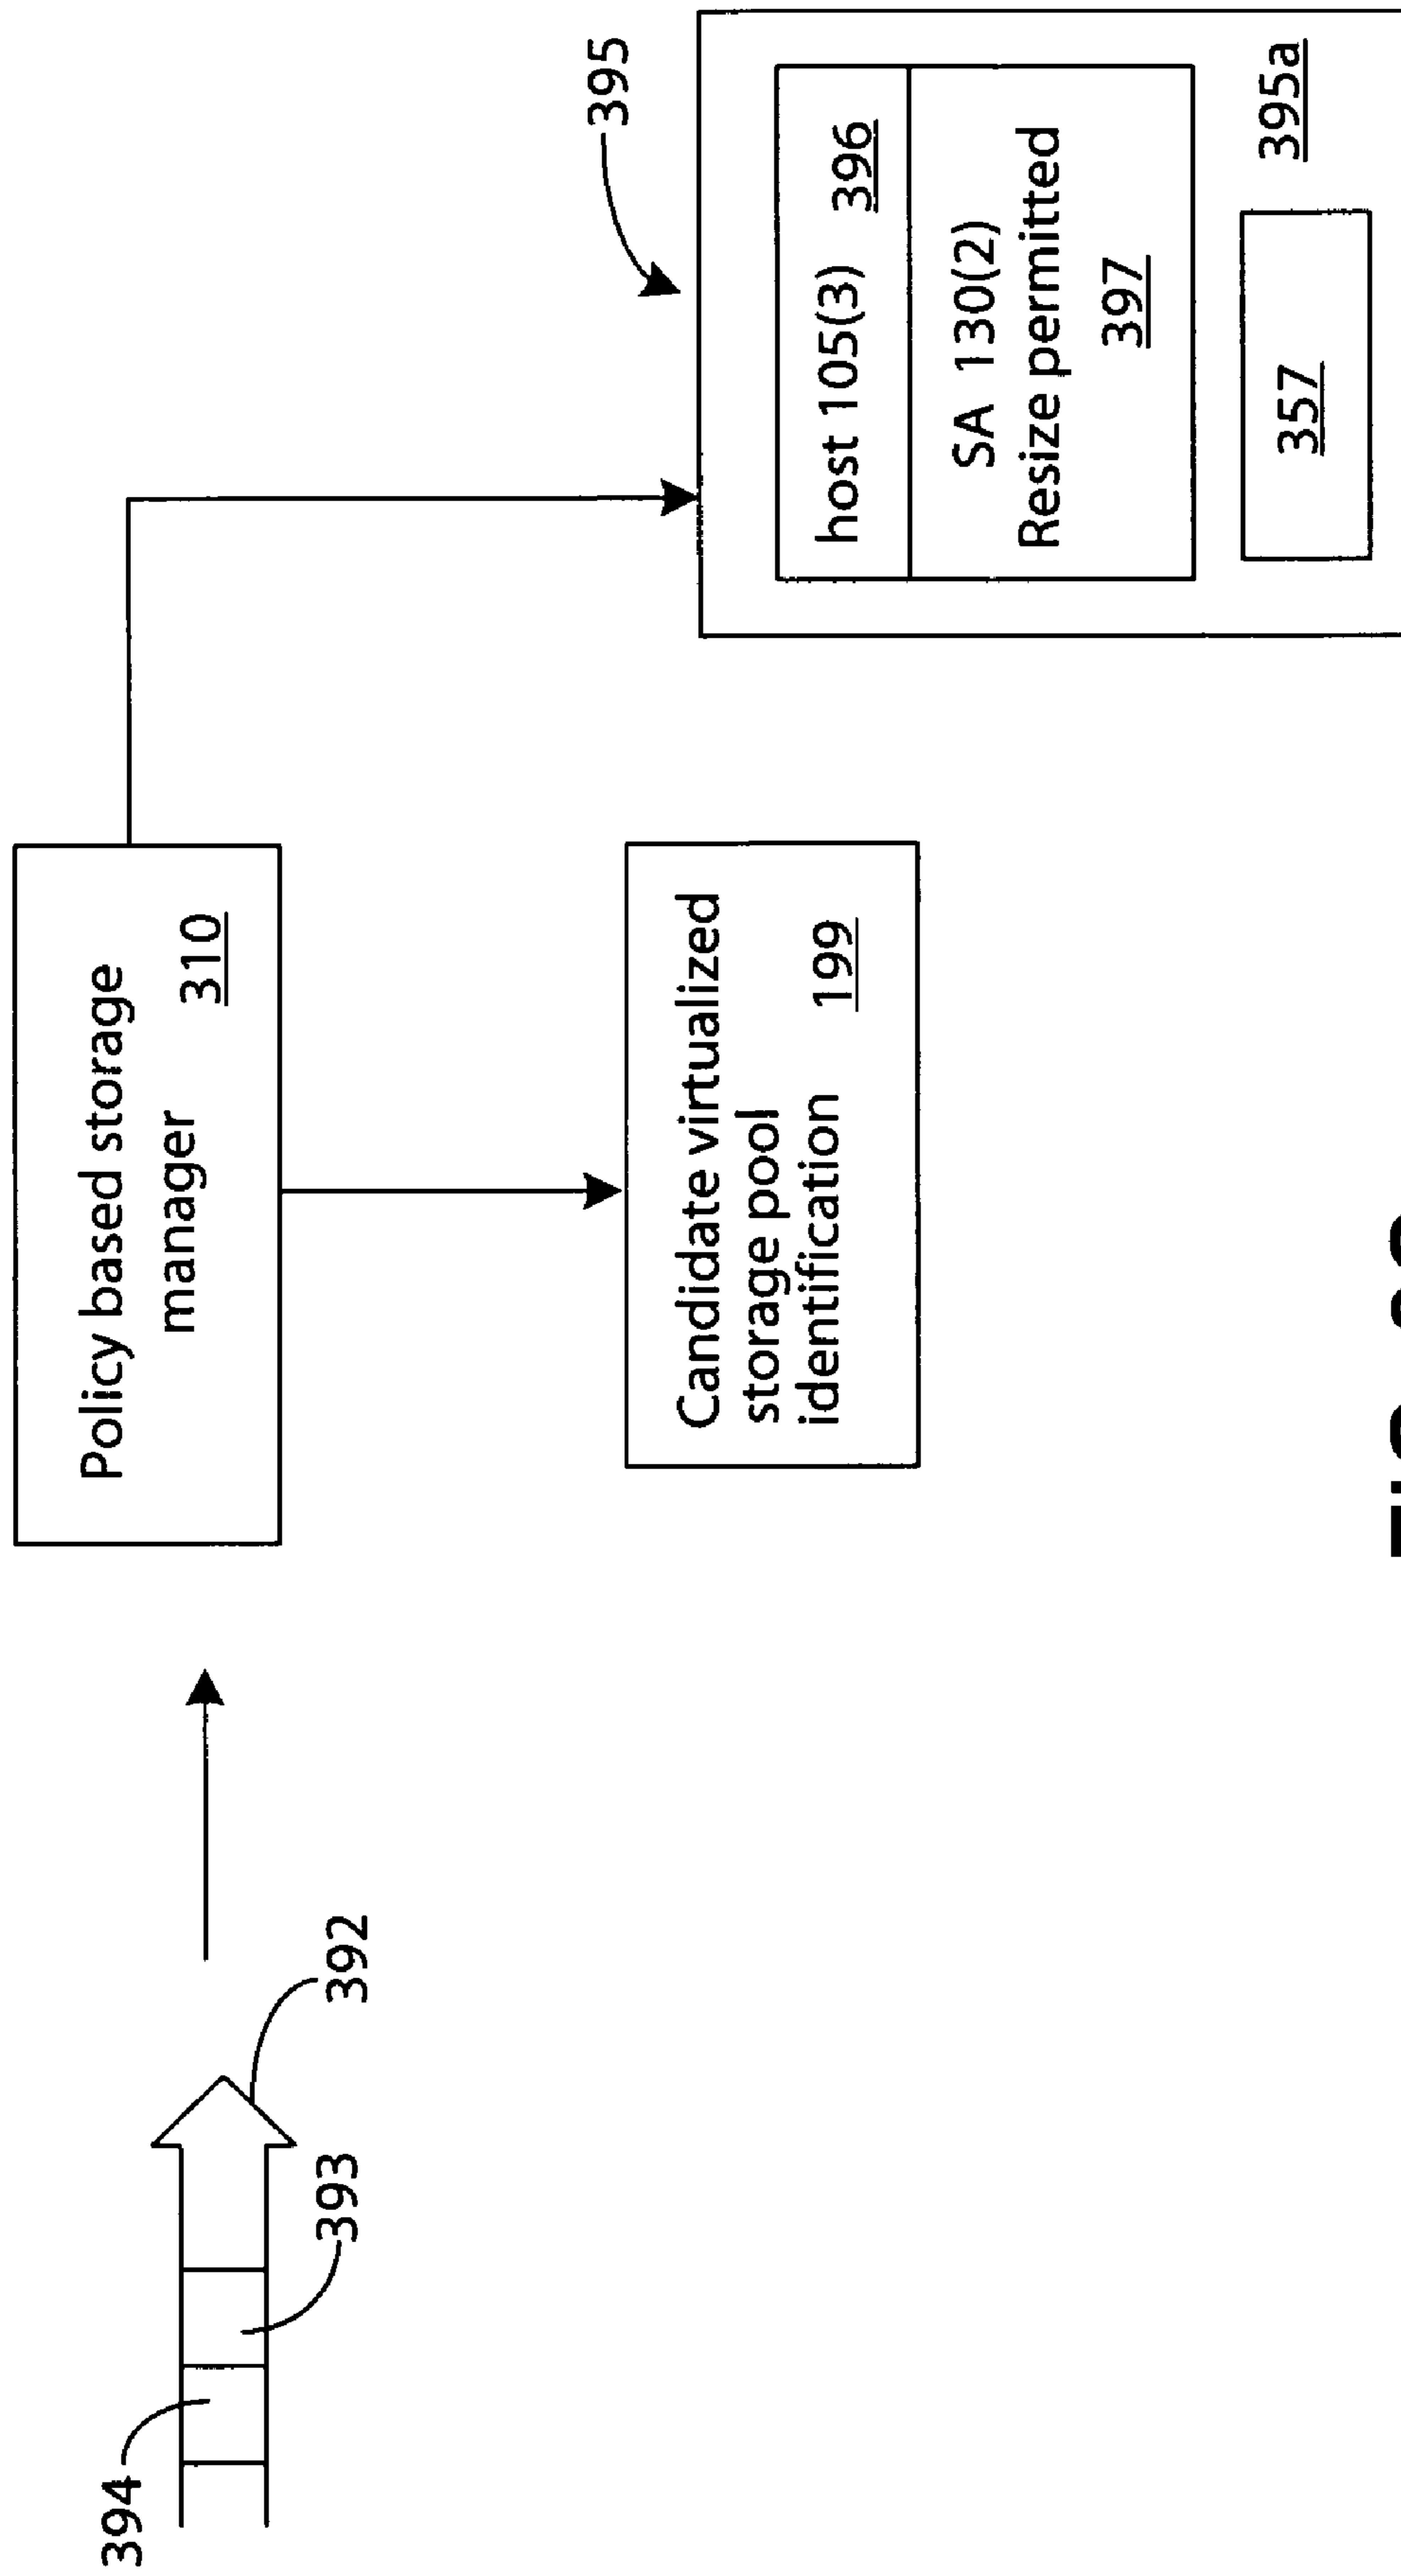 394
393
392
Policy based storage
manager 310
Candidate virtualized
storage pool
identification 199
395
host 105(3) 396
SA 130(2)
Resize permitted
397
357
395a